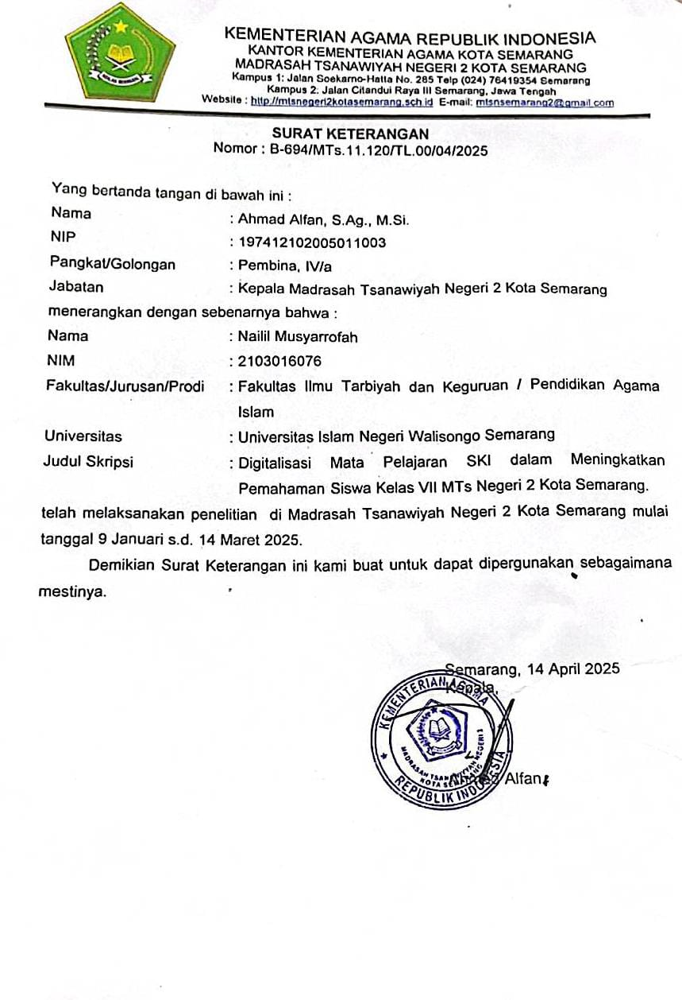 KEMENTERIAN AGAMA REPUBLIK INDONESIA
KANTOR KEMENTERIAN AGAMA KOTA SEMARANG
MADRASAH TSANAWIYAH NEGERI 2 KOTA SEMARANG
Kampus 1: Jalan Soekarno-Hatta No. 285 Telp (024) 76419354 Semarang
Kampus 2: Jalan Citandui Raya III Semarang, Jawa Tengah
Website : http://mtsnegeri2kotasemarang.sch.id E-mail: mtsnsemarang2@gmail.com
SURAT KETERANGAN
Nomor : B-694/MTs.11.120/TL.00/04/2025
Yang bertanda tangan di bawah ini :
Nama : Ahmad Alfan, S.Ag., M.Si.
NIP : 197412102005011003
Pangkat/Golongan : Pembina, IV/a
Jabatan : Kepala Madrasah Tsanawiyah Negeri 2 Kota Semarang
menerangkan dengan sebenarnya bahwa :
Nama : Nailil Musyarrofah
NIM : 2103016076
Fakultas/Jurusan/Prodi : Fakultas Ilmu Tarbiyah dan Keguruan / Pendidikan Agama
Islam
Universitas : Universitas Islam Negeri Walisongo Semarang
Judul Skripsi : Digitalisasi Mata Pelajaran SKI dalam Meningkatkan
Pemahaman Siswa Kelas VII MTs Negeri 2 Kota Semarang.
telah melaksanakan penelitian di Madrasah Tsanawiyah Negeri 2 Kota Semarang mulai
tanggal 9 Januari s.d. 14 Maret 2025.
Demikian Surat Keterangan ini kami buat untuk dapat dipergunakan sebagaimana
mestinya.
Semarang, 14 April 2025
Kepala,
KEMENTERIAN AGAMA
MADRASAH TSANAWIYAH NEGERI
KOTA SEMARANG
REPUBLIK INDONESIA
Alfan